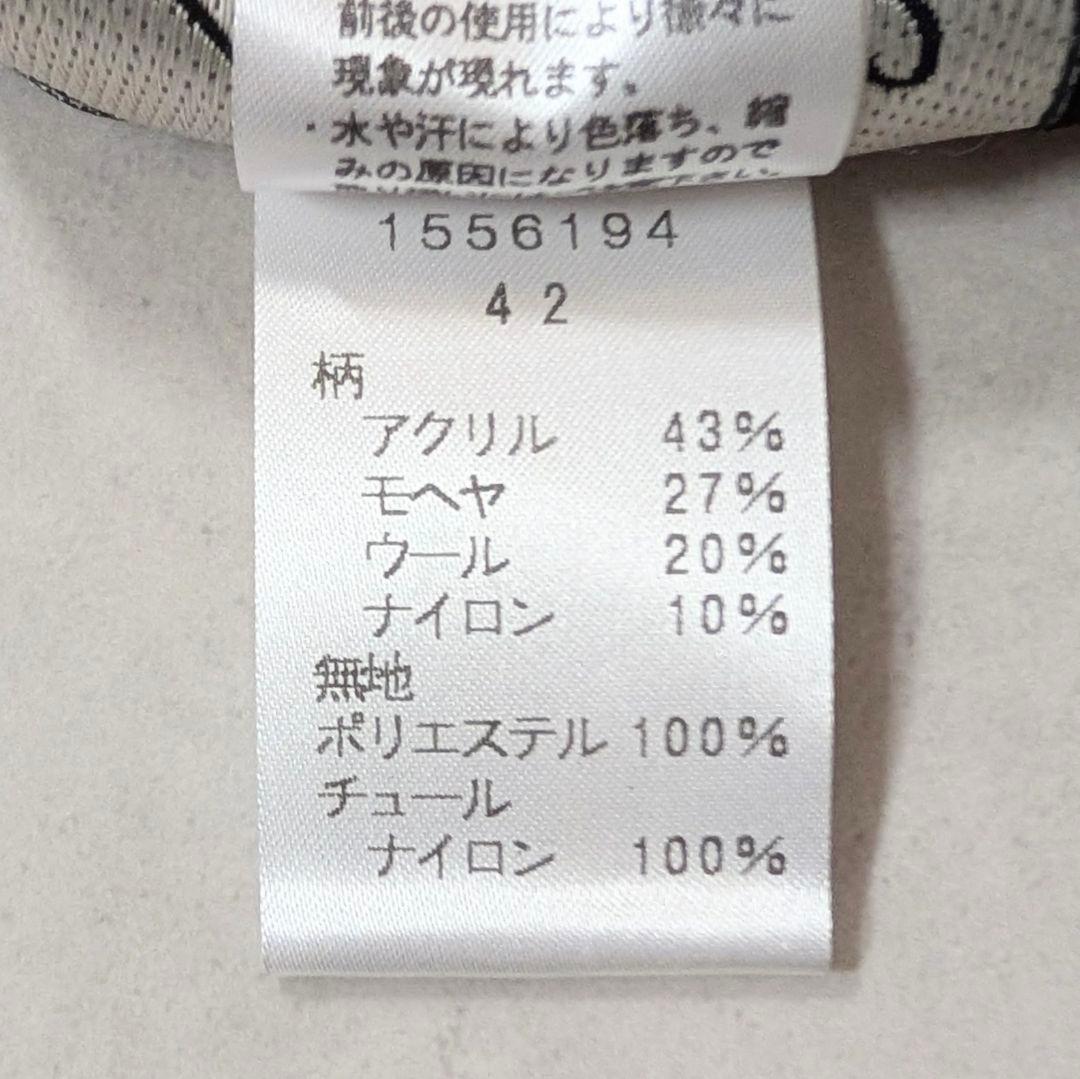 前後の使用により様々に
現象が現れます。
・水や汗により色落ち、縮
みの原因になりますので
1556194
42
柄
アクリル 43%
モヘヤ 27%
ウール 20%
ナイロン 10%
無地
ポリエステル 100%
チュール
ナイロン 100%